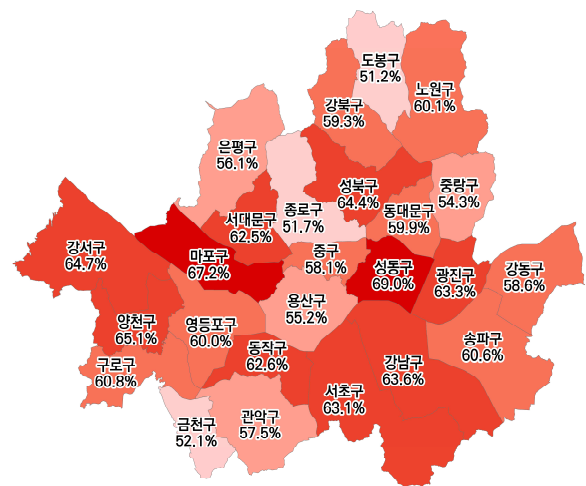 도봉구
51.2%
노원구
60.1%
강북구
59.3%
은평구
56.1%
성북구
64.4%
중랑구
54.3%
종로구
51.7%
서대문구
62.5%
동대문구
59.9%
강서구
64.7%
마포구
67.2%
중구
58.1%
성동구
69.0%
광진구
63.3%
강동구
58.6%
용산구
55.2%
양천구
65.1%
영등포구
60.0%
송파구
60.6%
동작구
62.6%
구로구
60.8%
강남구
63.6%
서초구
63.1%
관악구
57.5%
금천구
52.1%